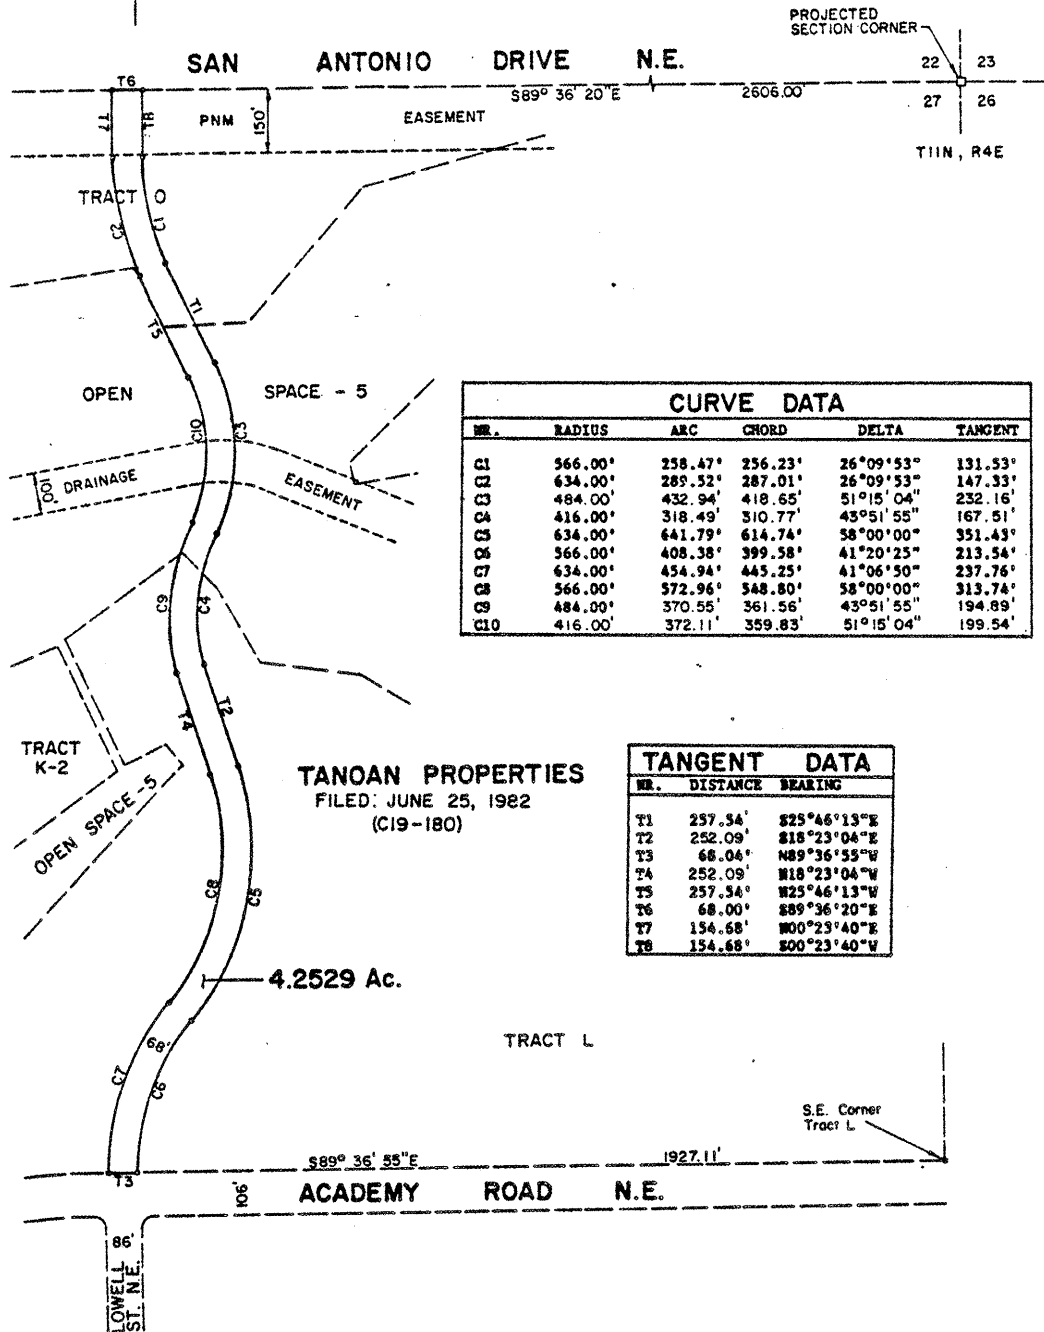 PROJECTED
SECTION CORNER
SAN ANTONIO DRIVE N.E.
22 23
T6
S89° 36' 20"E
2606.00'
27 26
T7
T8
PNM
150'
EASEMENT
T11N, R4E
TRACT O
C2
C1
T1
T5
OPEN SPACE - 5
C10
C3
100'
DRAINAGE EASEMENT
CURVE DATA
NR. RADIUS ARC CHORD DELTA TANGENT
C1 566.00' 258.47' 256.23' 26°09'53" 131.53'
C2 634.00' 289.52' 287.01' 26°09'53" 147.33'
C3 484.00' 432.94' 418.65' 51°15'04" 232.16'
C4 416.00' 318.49' 310.77' 43°51'55" 167.51'
C5 634.00' 641.79' 614.74' 58°00'00" 351.43'
C6 566.00' 408.38' 399.58' 41°20'25" 213.54'
C7 634.00' 454.94' 445.25' 41°06'50" 237.76'
C8 566.00' 572.96' 548.80' 58°00'00" 313.74'
C9 484.00' 370.55' 361.56' 43°51'55" 194.89'
C10 416.00' 372.11' 359.83' 51°15'04" 199.54'
C9
C4
T4
T2
TRACT
K-2
OPEN SPACE - 5
TANOAN PROPERTIES
FILED: JUNE 25, 1982
(C19-180)
TANGENT DATA
NR. DISTANCE BEARING
T1 257.54' S25°46'13"E
T2 252.09' S18°23'04"E
T3 68.04' N89°36'55"W
T4 252.09' N18°23'04"W
T5 257.54' N25°46'13"W
T6 68.00' S89°36'20"E
T7 154.68' N00°23'40"E
T8 154.68' S00°23'40"W
C8
C5
4.2529 Ac.
68'
C7
C6
TRACT L
S.E. Corner
Tract L
S89° 36' 55"E
1927.11'
T3
106'
ACADEMY ROAD N.E.
86'
LOWELL
ST. N.E.